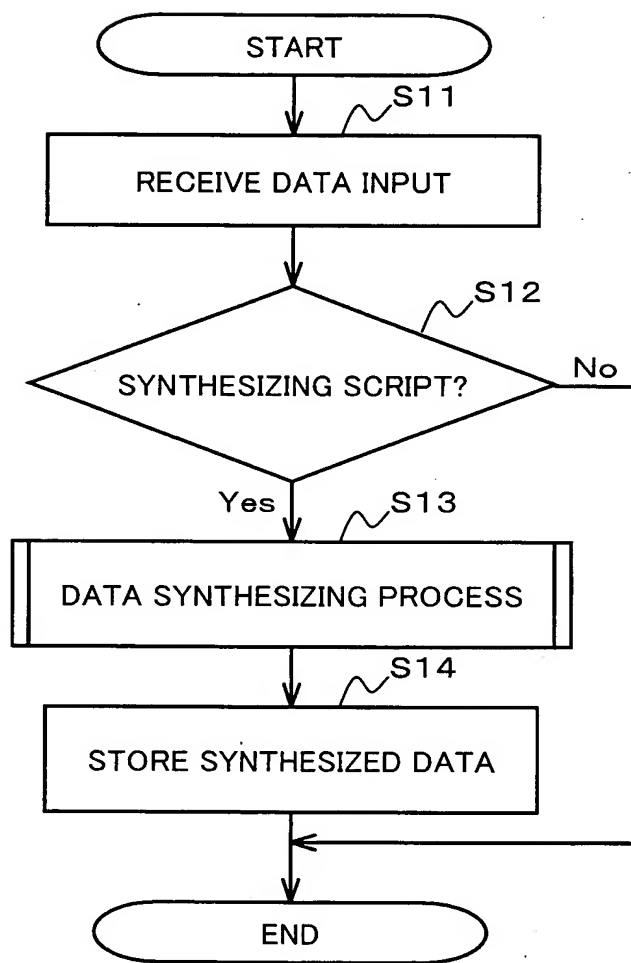 START
S11
RECEIVE DATA INPUT
S12
SYNTHESIZING SCRIPT?
No
Yes
S13
DATA SYNTHESIZING PROCESS
S14
STORE SYNTHESIZED DATA
END